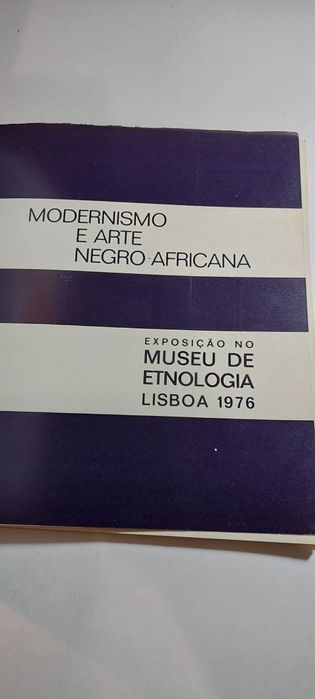 MODERNISMO
E ARTE
NEGRO-AFRICANA
EXPOSIÇÃO NO
MUSEU DE
ETNOLOGIA
LISBOA 1976